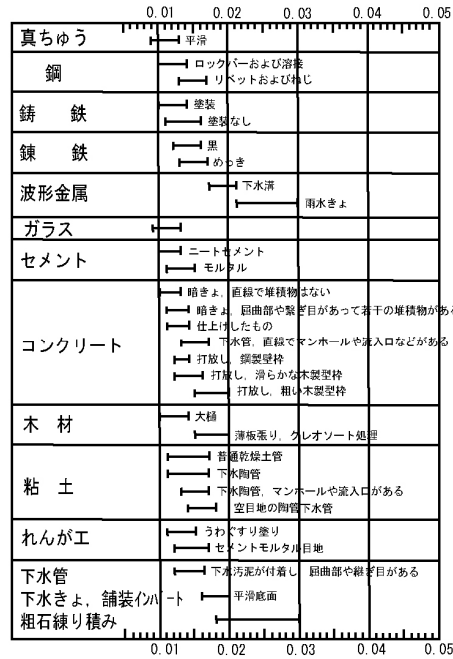 0.01 0.02 0.03 0.04 0.05
真ちゅう 平滑
鋼 ロックバーおよび溶接
リベットおよびねじ
鋳 鉄 塗装
塗装なし
錬 鉄 黒
めっき
波形金属 下水溝
雨水きょ
ガラス
セメント ニートセメント
モルタル
コンクリート 暗きょ，直線で堆積物はない
暗きょ，屈曲部や繋ぎ目があって若干の堆積物がある
仕上げしたもの
下水管，直線でマンホールや流入口などがある
打放し，鋼製壁枠
打放し，滑らかな木製型枠
打放し，粗い木製型枠
木 材 大樋
薄板張り，クレオソート処理
粘 土 普通乾燥土管
下水陶管
下水陶管，マンホールや流入口がある
空目地の陶管下水管
れんが工 うわぐすり塗り
セメントモルタル目地
下水管 下水汚泥が付着し 屈曲部や継ぎ目がある
下水きょ，舗装インバート 平滑底面
粗石練り積み
0.01 0.02 0.03 0.04 0.05